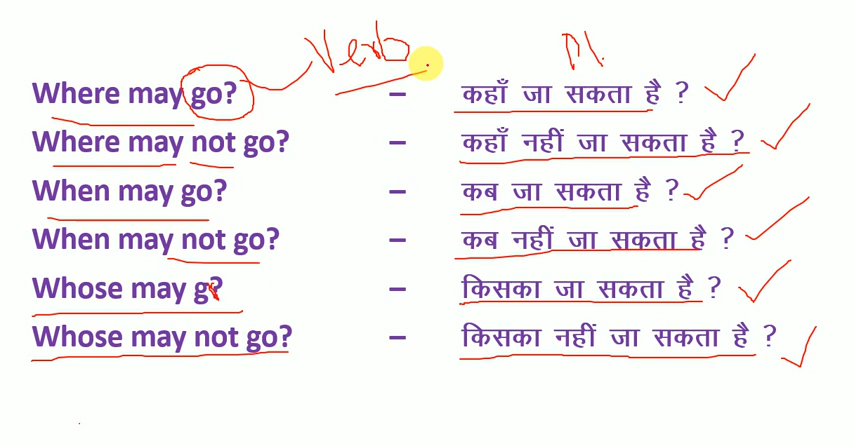 Verb.
Where may go? – कहाँ जा सकता है ?
Where may not go? – कहाँ नहीं जा सकता है ?
When may go? – कब जा सकता है ?
When may not go? – कब नहीं जा सकता है ?
Whose may g? – किसका जा सकता है ?
Whose may not go? – किसका नहीं जा सकता है ?